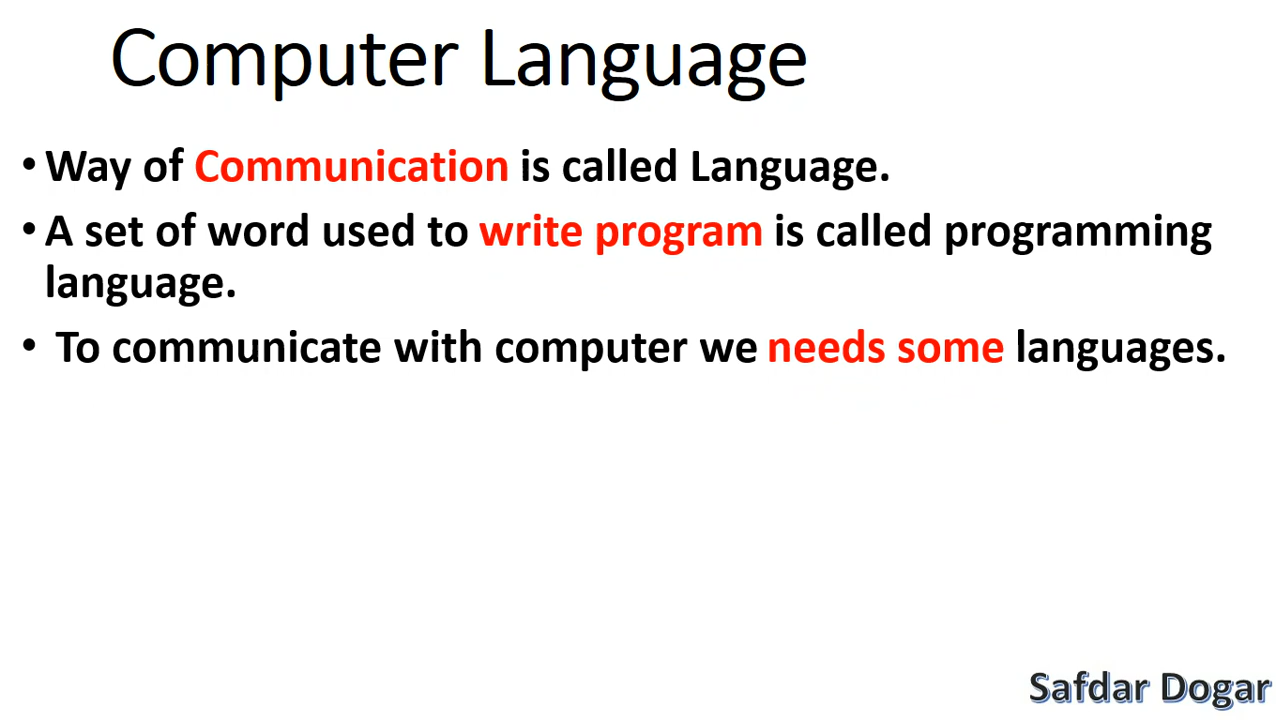 Computer Language
• Way of Communication is called Language.
• A set of word used to write program is called programming
language.
• To communicate with computer we needs some languages.
Safdar Dogar